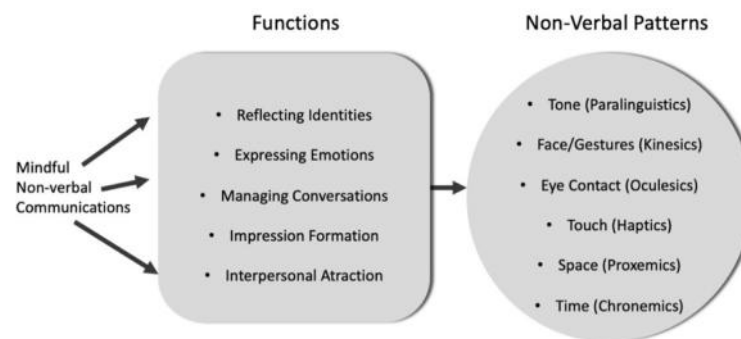 Functions
Non-Verbal Patterns
Mindful
Non-verbal
Communications
• Reflecting Identities
• Expressing Emotions
• Managing Conversations
• Impression Formation
• Interpersonal Atraction
• Tone (Paralinguistics)
• Face/Gestures (Kinesics)
• Eye Contact (Oculesics)
• Touch (Haptics)
• Space (Proxemics)
• Time (Chronemics)